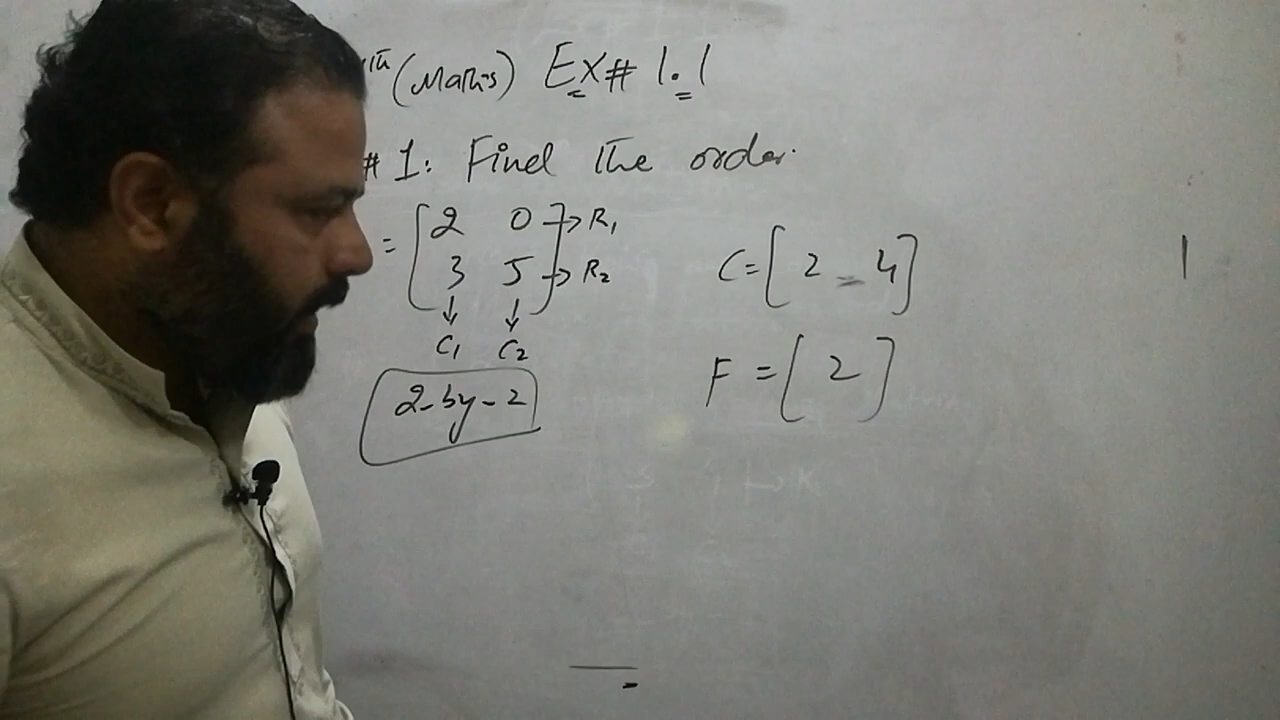 th (Maths) Ex# 1.1
# 1: Find the order.
= [ 2 0 ] → R1
[ 3 5 ] → R2
↓ ↓
C1 C2
2-by-2
C = [ 2 4 ]
F = [ 2 ]